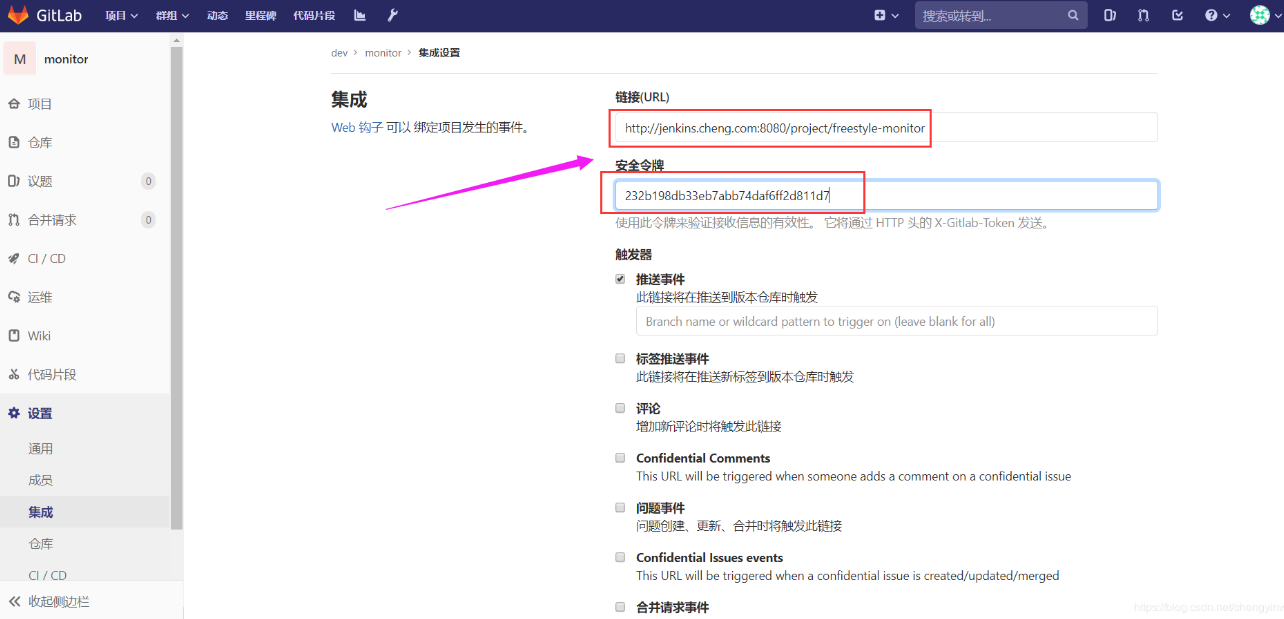 GitLab 项目 群组 动态 里程碑 代码片段 搜索或转到...
M monitor
项目
仓库
议题 0
合并请求 0
CI / CD
运维
Wiki
代码片段
设置
通用
成员
集成
仓库
CI / CD
收起侧边栏
dev > monitor > 集成设置
集成
Web 钩子 可以 绑定项目发生的事件。
链接(URL)
http://jenkins.cheng.com:8080/project/freestyle-monitor
安全令牌
232b198db33eb7abb74daf6ff2d811d7
使用此令牌来验证接收信息的有效性。 它将通过 HTTP 头的 X-Gitlab-Token 发送。
触发器
推送事件
此链接将在推送到版本仓库时触发
Branch name or wildcard pattern to trigger on (leave blank for all)
标签推送事件
此链接将在推送新标签到版本仓库时触发
评论
增加新评论时将触发此链接
Confidential Comments
This URL will be triggered when someone adds a comment on a confidential issue
问题事件
问题创建、更新、合并时将触发此链接
Confidential Issues events
This URL will be triggered when a confidential issue is created/updated/merged
合并请求事件